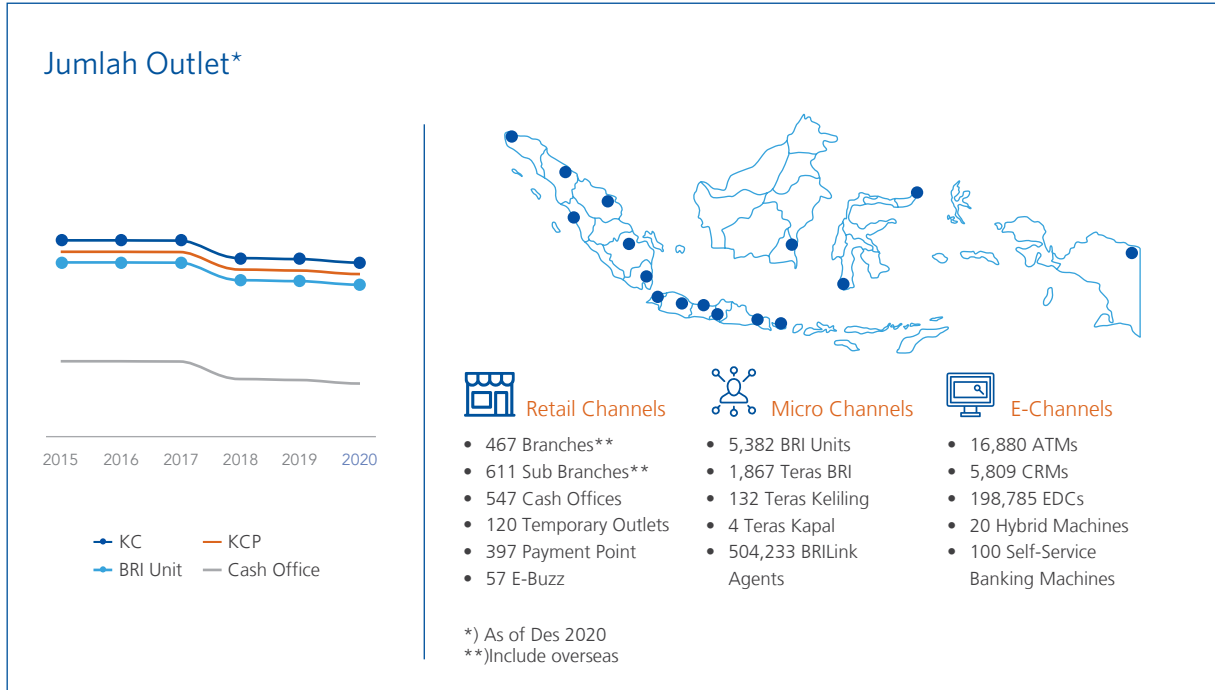 Jumlah Outlet*
2015 2016 2017 2018 2019 2020
KC
KCP
BRI Unit
Cash Office
Retail Channels
• 467 Branches**
• 611 Sub Branches**
• 547 Cash Offices
• 120 Temporary Outlets
• 397 Payment Point
• 57 E-Buzz
Micro Channels
• 5,382 BRI Units
• 1,867 Teras BRI
• 132 Teras Keliling
• 4 Teras Kapal
• 504,233 BRILink
Agents
E-Channels
• 16,880 ATMs
• 5,809 CRMs
• 198,785 EDCs
• 20 Hybrid Machines
• 100 Self-Service
Banking Machines
*) As of Des 2020
**)Include overseas